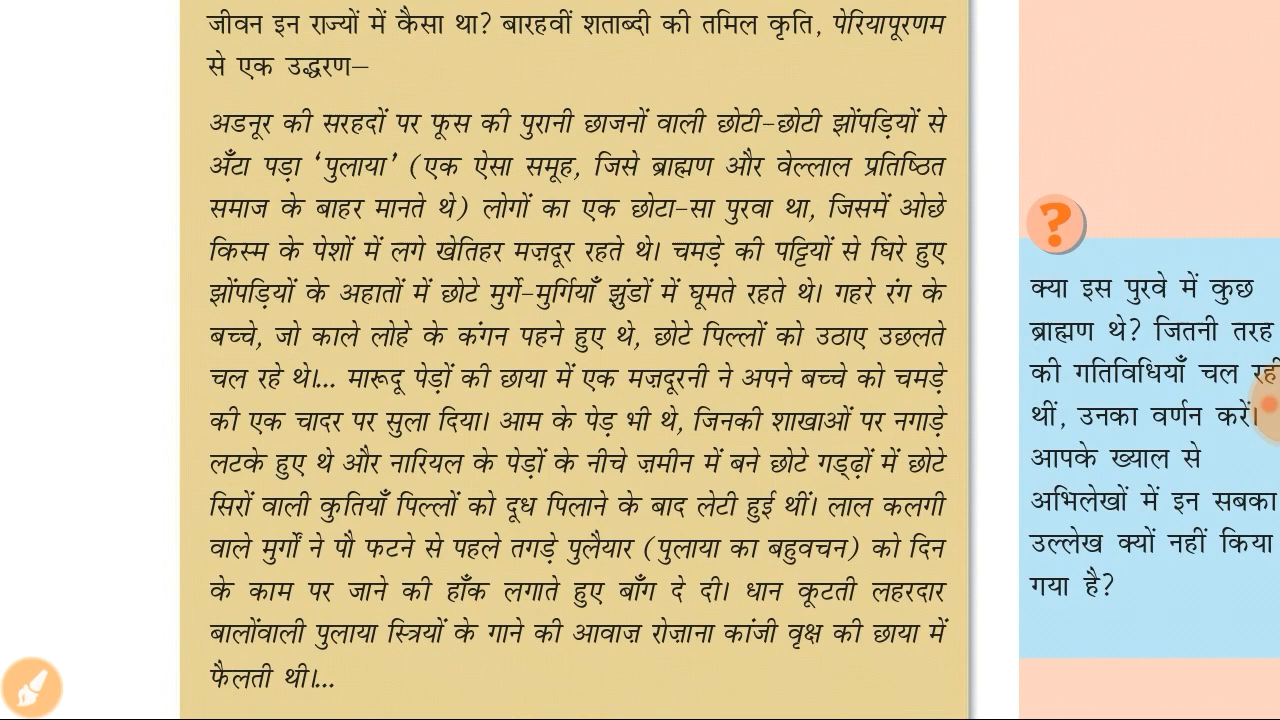 जीवन इन राज्यों में कैसा था? बारहवीं शताब्दी की तमिल कृति, पेरियापूरणम
से एक उद्धरण–
अडनूर की सरहदों पर फूस की पुरानी छाजनों वाली छोटी-छोटी झोंपड़ियों से
अँटा पड़ा ‘पुलाया’ (एक ऐसा समूह, जिसे ब्राह्मण और वेल्लाल प्रतिष्ठित
समाज के बाहर मानते थे) लोगों का एक छोटा-सा पुरवा था, जिसमें ओछे
किस्म के पेशों में लगे खेतिहर मज़दूर रहते थे। चमड़े की पट्टियों से घिरे हुए
झोंपड़ियों के अहातों में छोटे मुर्गे-मुर्गियाँ झुंडों में घूमते रहते थे। गहरे रंग के
बच्चे, जो काले लोहे के कंगन पहने हुए थे, छोटे पिल्लों को उठाए उछलते
चल रहे थे।... मारूदू पेड़ों की छाया में एक मज़दूरनी ने अपने बच्चे को चमड़े
की एक चादर पर सुला दिया। आम के पेड़ भी थे, जिनकी शाखाओं पर नगाड़े
लटके हुए थे और नारियल के पेड़ों के नीचे ज़मीन में बने छोटे गड्ढ़ों में छोटे
सिरों वाली कुतियाँ पिल्लों को दूध पिलाने के बाद लेटी हुई थीं। लाल कलगी
वाले मुर्गों ने पौ फटने से पहले तगड़े पुलैयार (पुलाया का बहुवचन) को दिन
के काम पर जाने की हाँक लगाते हुए बाँग दे दी। धान कूटती लहरदार
बालोंवाली पुलाया स्त्रियों के गाने की आवाज़ रोज़ाना कांजी वृक्ष की छाया में
फैलती थी।...
?
क्या इस पुरवे में कुछ
ब्राह्मण थे? जितनी तरह
की गतिविधियाँ चल रही
थीं, उनका वर्णन करें।
आपके ख्याल से
अभिलेखों में इन सबका
उल्लेख क्यों नहीं किया
गया है?